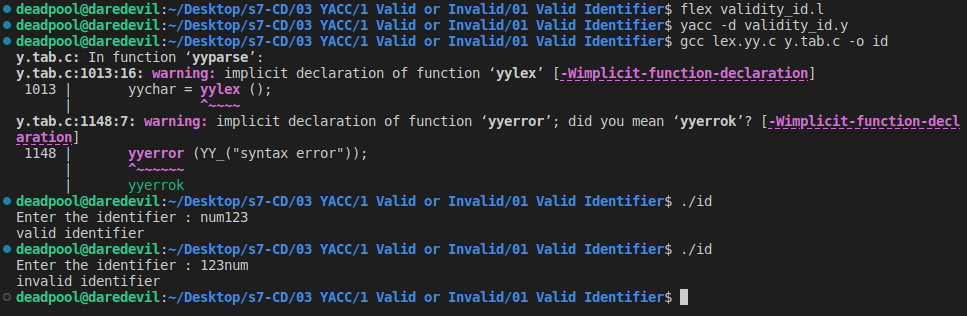 deadpool@daredevil:~/Desktop/s7-CD/03 YACC/1 Valid or Invalid/01 Valid Identifier$ flex validity_id.l
deadpool@daredevil:~/Desktop/s7-CD/03 YACC/1 Valid or Invalid/01 Valid Identifier$ yacc -d validity_id.y
deadpool@daredevil:~/Desktop/s7-CD/03 YACC/1 Valid or Invalid/01 Valid Identifier$ gcc lex.yy.c y.tab.c -o id
y.tab.c: In function ‘yyparse’:
y.tab.c:1013:16: warning: implicit declaration of function ‘yylex’ [-Wimplicit-function-declaration]
 1013 |       yychar = yylex ();
      |                ^~~~~
y.tab.c:1148:7: warning: implicit declaration of function ‘yyerror’; did you mean ‘yyerrok’? [-Wimplicit-function-decl
aration]
 1148 |       yyerror (YY_("syntax error"));
      |       ^~~~~~~
      |       yyerrok
deadpool@daredevil:~/Desktop/s7-CD/03 YACC/1 Valid or Invalid/01 Valid Identifier$ ./id
Enter the identifier : num123
valid identifier
deadpool@daredevil:~/Desktop/s7-CD/03 YACC/1 Valid or Invalid/01 Valid Identifier$ ./id
Enter the identifier : 123num
invalid identifier
deadpool@daredevil:~/Desktop/s7-CD/03 YACC/1 Valid or Invalid/01 Valid Identifier$